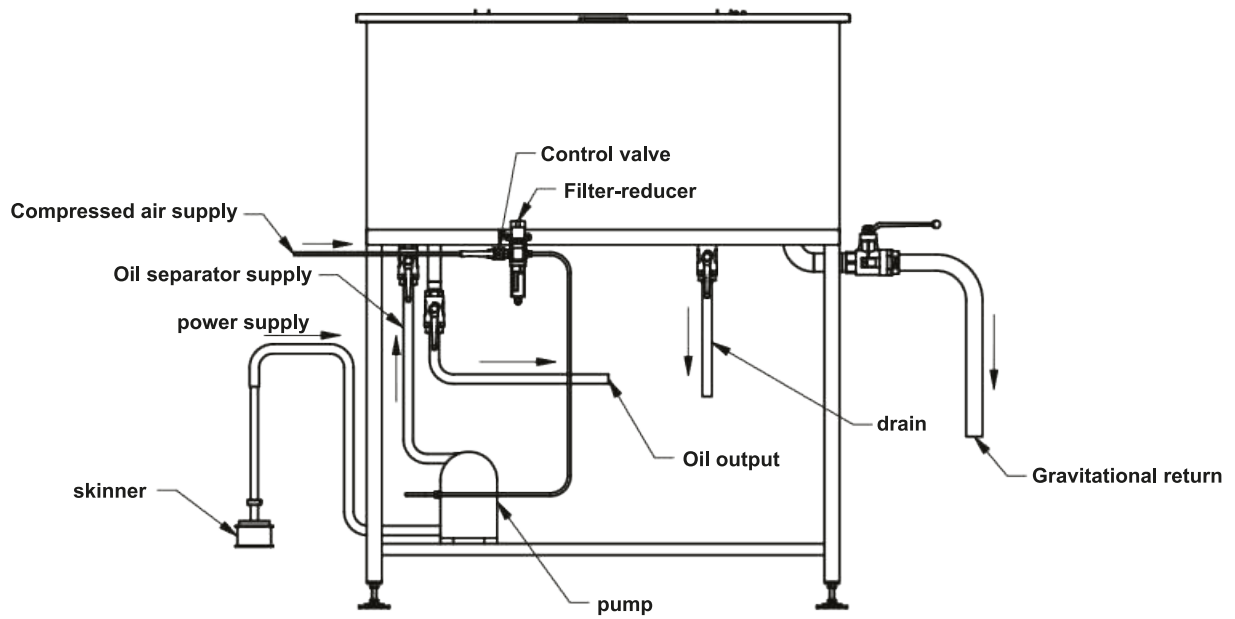 Control valve
Filter-reducer
Compressed air supply
Oil separator supply
power supply
drain
Oil output
Gravitational return
skinner
pump